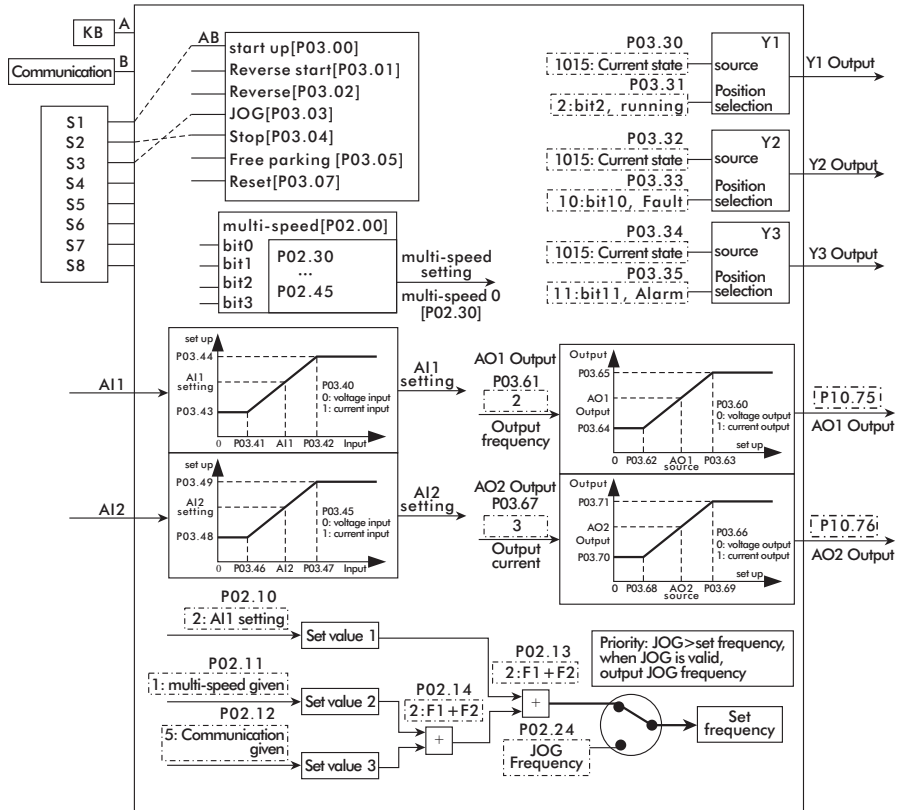 KB
A
Communication
B
S1
S2
S3
S4
S5
S6
S7
S8
AB
start up[P03.00]
Reverse start[P03.01]
Reverse[P03.02]
JOG[P03.03]
Stop[P03.04]
Free parking [P03.05]
Reset[P03.07]
multi-speed[P02.00]
bit0
bit1
bit2
bit3
P02.30
...
P02.45
multi-speed
setting
multi-speed 0
[P02.30]
P03.30
1015: Current state
P03.31
2:bit2, running
Y1
source
Position
selection
Y1 Output
P03.32
1015: Current state
P03.33
10:bit10, Fault
Y2
source
Position
selection
Y2 Output
P03.34
1015: Current state
P03.35
11:bit11, Alarm
Y3
source
Position
selection
Y3 Output
AI1
set up
P03.44
AI1
setting
P03.43
P03.40
0: voltage input
1: current input
0 P03.41 AI1 P03.42 Input
AI1
setting
AI2
set up
P03.49
AI2
setting
P03.48
P03.45
0: voltage input
1: current input
0 P03.46 AI2 P03.47 Input
AI2
setting
AO1 Output
P03.61
2
Output
frequency
Output
P03.65
AO1
Output
P03.64
P03.60
0: voltage output
1: current output
set up
0 P03.62 AO1 P03.63
source
P10.75
AO1 Output
AO2 Output
P03.67
3
Output
current
P03.71
AO2
Output
P03.70
P03.66
0: voltage output
1: current output
set up
0 P03.68 AO2 P03.69
source
P10.76
AO2 Output
P02.10
2: AI1 setting
Set value 1
P02.11
1: multi-speed given
Set value 2
P02.12
5: Communication
given
Set value 3
P02.14
2:F1+F2
+
P02.13
2:F1+F2
+
P02.24
JOG
Frequency
Priority: JOG>set frequency,
when JOG is valid,
output JOG frequency
Set
frequency